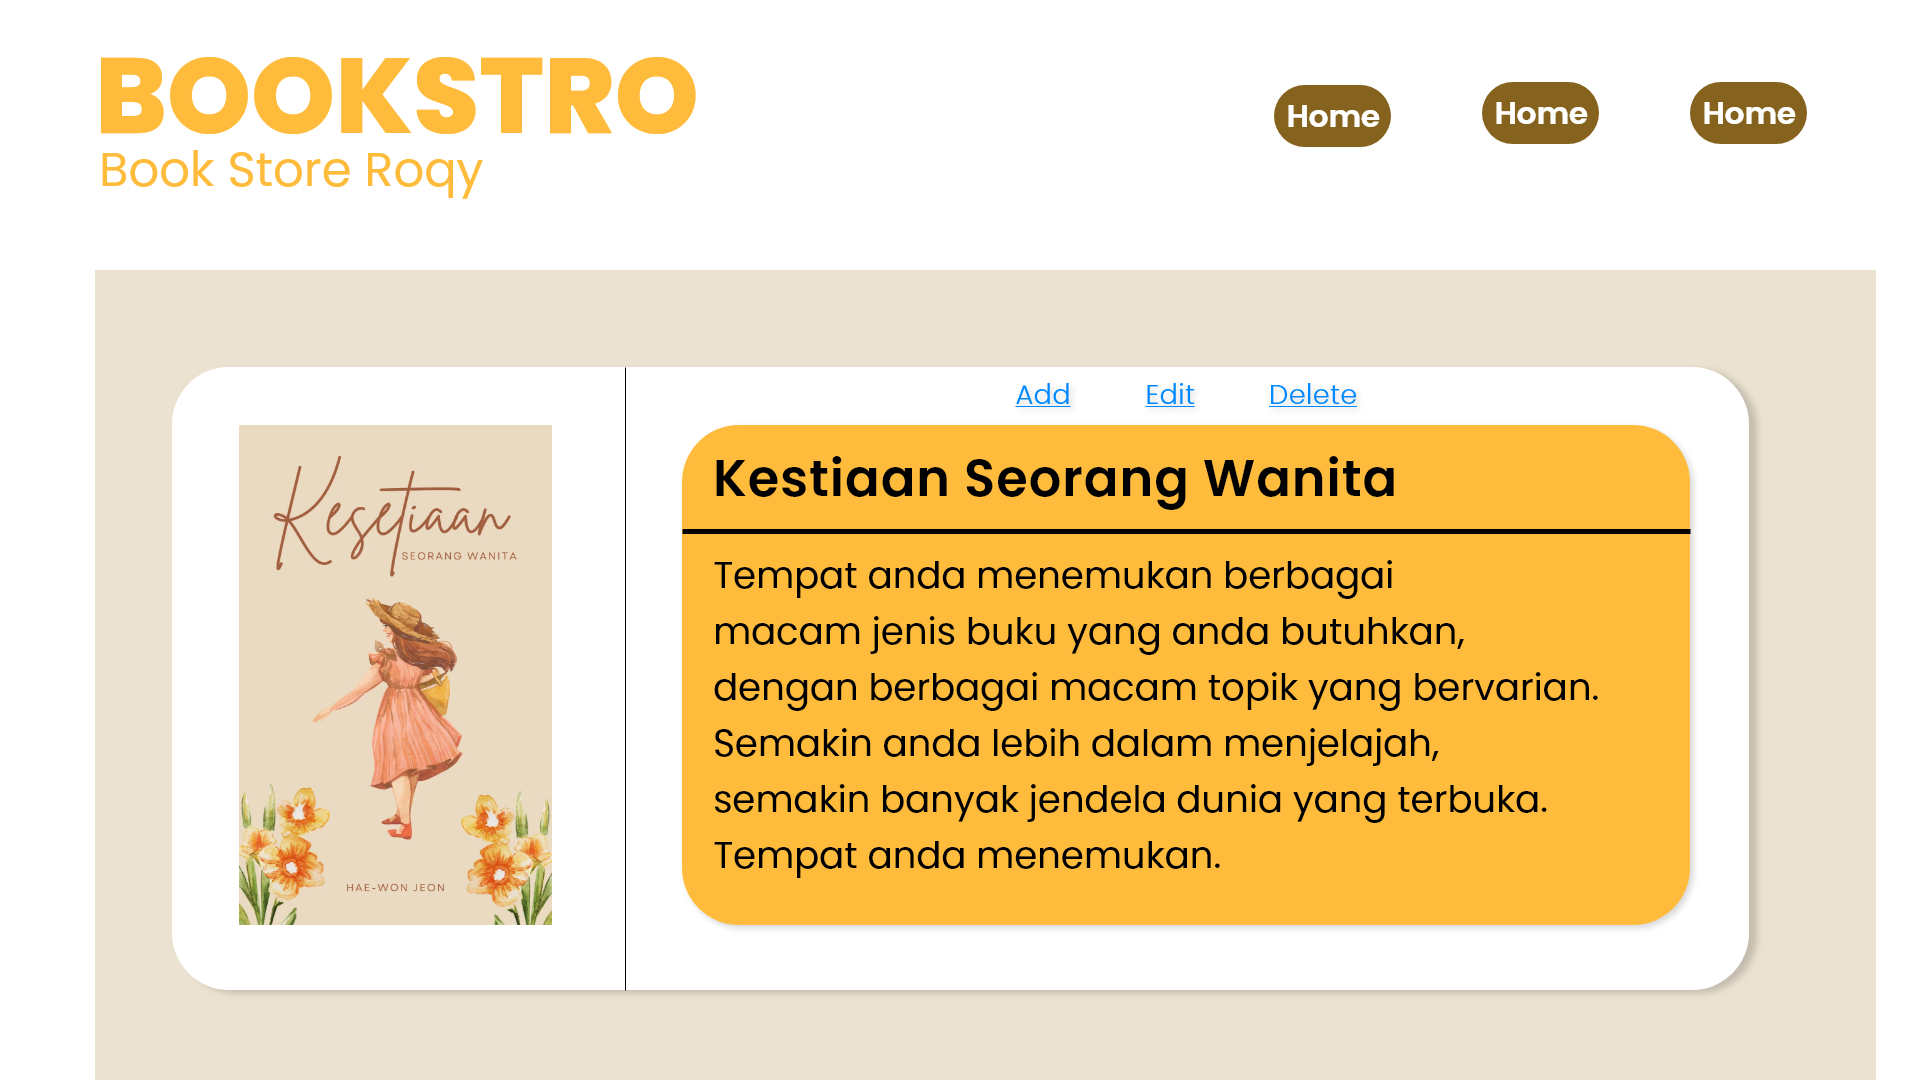 BOOKSTRO
Book Store Roqy
Home
Home
Home
Add
Edit
Delete
Kesetiaan
SEORANG WANITA
HAE-WON JEON
Kestiaan Seorang Wanita
Tempat anda menemukan berbagai
macam jenis buku yang anda butuhkan,
dengan berbagai macam topik yang bervarian.
Semakin anda lebih dalam menjelajah,
semakin banyak jendela dunia yang terbuka.
Tempat anda menemukan.